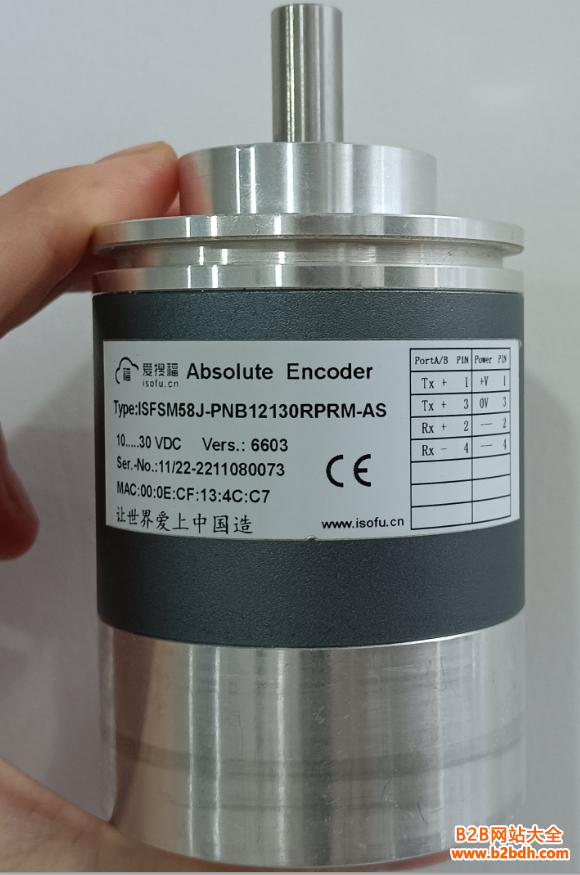 福 爱搜福 Absolute Encoder
isofu.cn
Type:ISFSM58J-PNB12130RPRM-AS
10.....30 VDC Vers.: 6603
Ser.-No.:11/22-2211080073
MAC:00:0E:CF:13:4C:C7
让世界爱上中国造
CE
www.isofu.cn
PortA/B PIN Power PIN
Tx + 1 +V 1
Tx + 3 0V 3
Rx + 2 — 2
Rx - 4 — 4
B2B网站大全
www.b2bdh.com